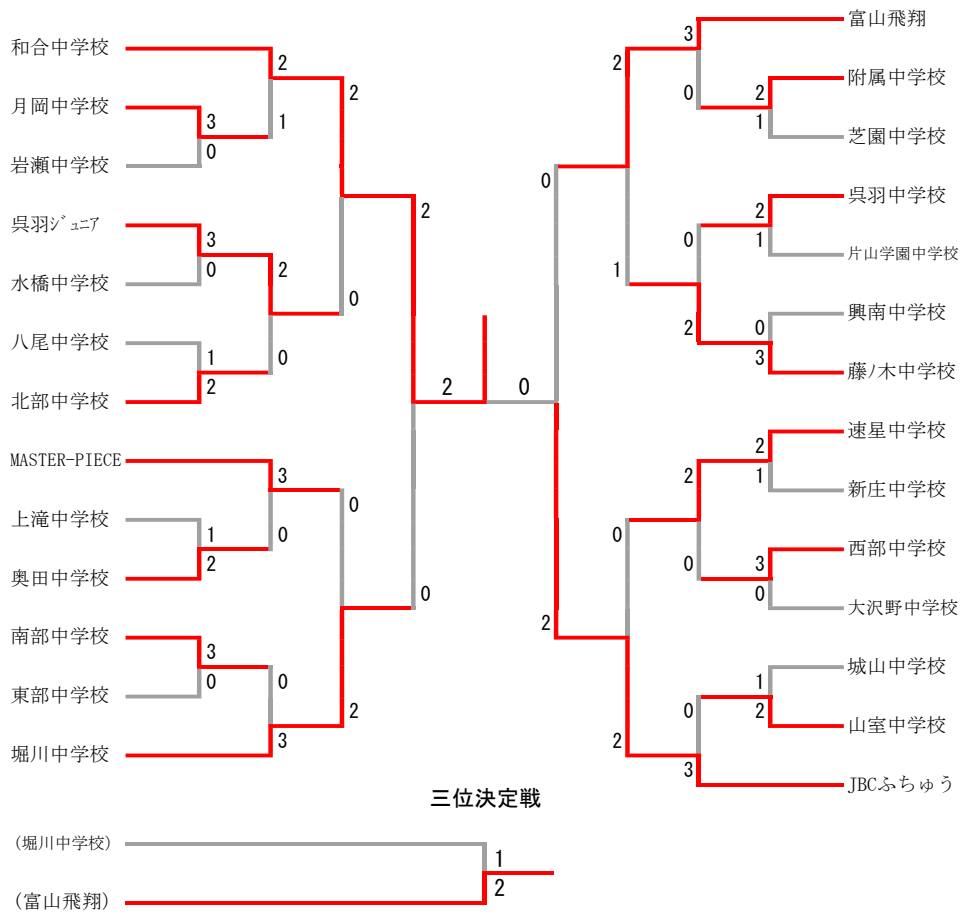 和合中学校
2
2
月岡中学校
3
1
0
岩瀬中学校
2
呉羽ジュニア
3
2
0
水橋中学校
0
八尾中学校
1
0
2
北部中学校
2
MASTER-PIECE
3
0
上滝中学校
1
0
2
奥田中学校
0
南部中学校
3
0
0
東部中学校
2
堀川中学校
3
富山飛翔
3
2
附属中学校
0
2
1
芝園中学校
0
呉羽中学校
2
0
1
片山学園中学校
1
興南中学校
2
0
3
藤ノ木中学校
0
速星中学校
2
2
1
新庄中学校
0
西部中学校
0
3
0
大沢野中学校
2
城山中学校
1
0
2
山室中学校
2
3
JBCふちゅう
三位決定戦
(堀川中学校)
1
2
(富山飛翔)